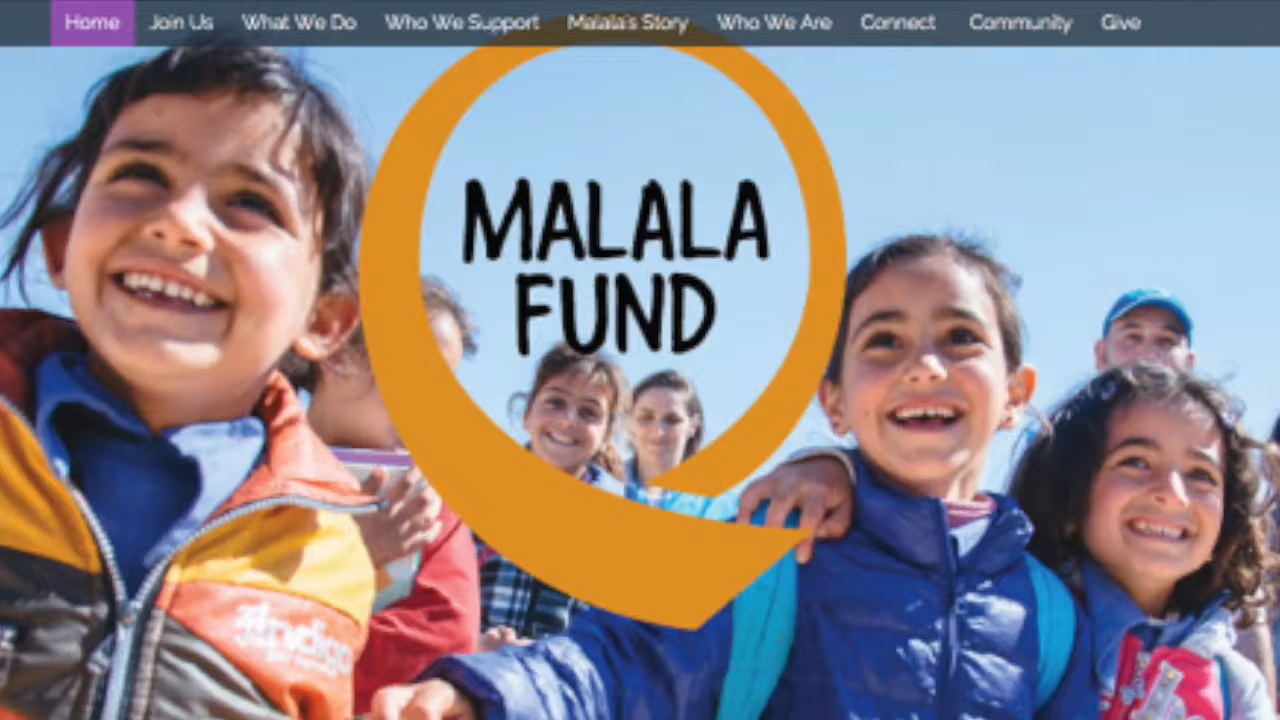 Home Join Us What We Do Who We Support Malala's Story Who We Are Connect Community Give
MALALA
FUND
indigo